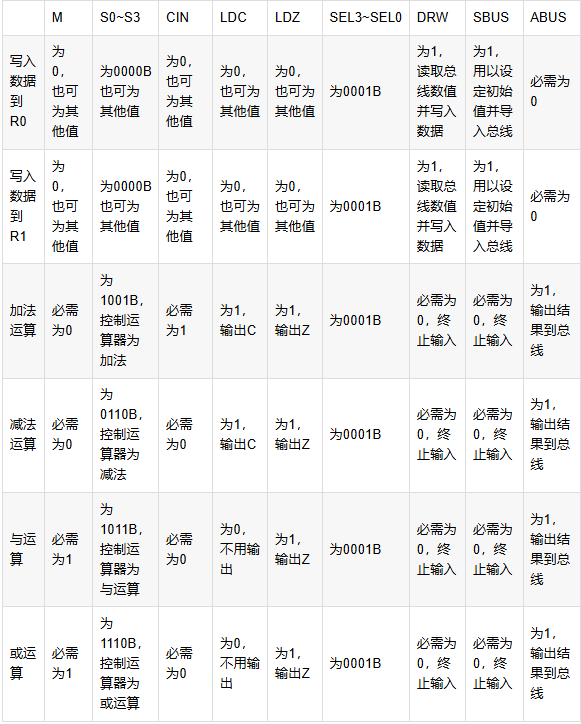 M S0~S3 CIN LDC LDZ SEL3~SEL0 DRW SBUS ABUS
写入数据到R0 为0，也可为其他值 为0000B也可为其他值 为0，也可为其他值 为0，也可为其他值 为0，也可为其他值 为0001B 为1，读取总线数值并写入数据 为1，用以设定初始值并导入总线 必需为0
写入数据到R1 为0，也可为其他值 为0000B也可为其他值 为0，也可为其他值 为0，也可为其他值 为0，也可为其他值 为0001B 为1，读取总线数值并写入数据 为1，用以设定初始值并导入总线 必需为0
加法运算 必需为0 为1001B，控制运算器为加法 必需为1 为1，输出C 为1，输出Z 为0001B 必需为0，终止输入 必需为0，终止输入 为1，输出结果到总线
减法运算 必需为0 为0110B，控制运算器为减法 必需为0 为1，输出C 为1，输出Z 为0001B 必需为0，终止输入 必需为0，终止输入 为1，输出结果到总线
与运算 必需为1 为1011B，控制运算器为与运算 必需为0 为0，不用输出 为1，输出Z 为0001B 必需为0，终止输入 必需为0，终止输入 为1，输出结果到总线
或运算 必需为1 为1110B，控制运算器为或运算 必需为0 为0，不用输出 为1，输出Z 为0001B 必需为0，终止输入 必需为0，终止输入 为1，输出结果到总线